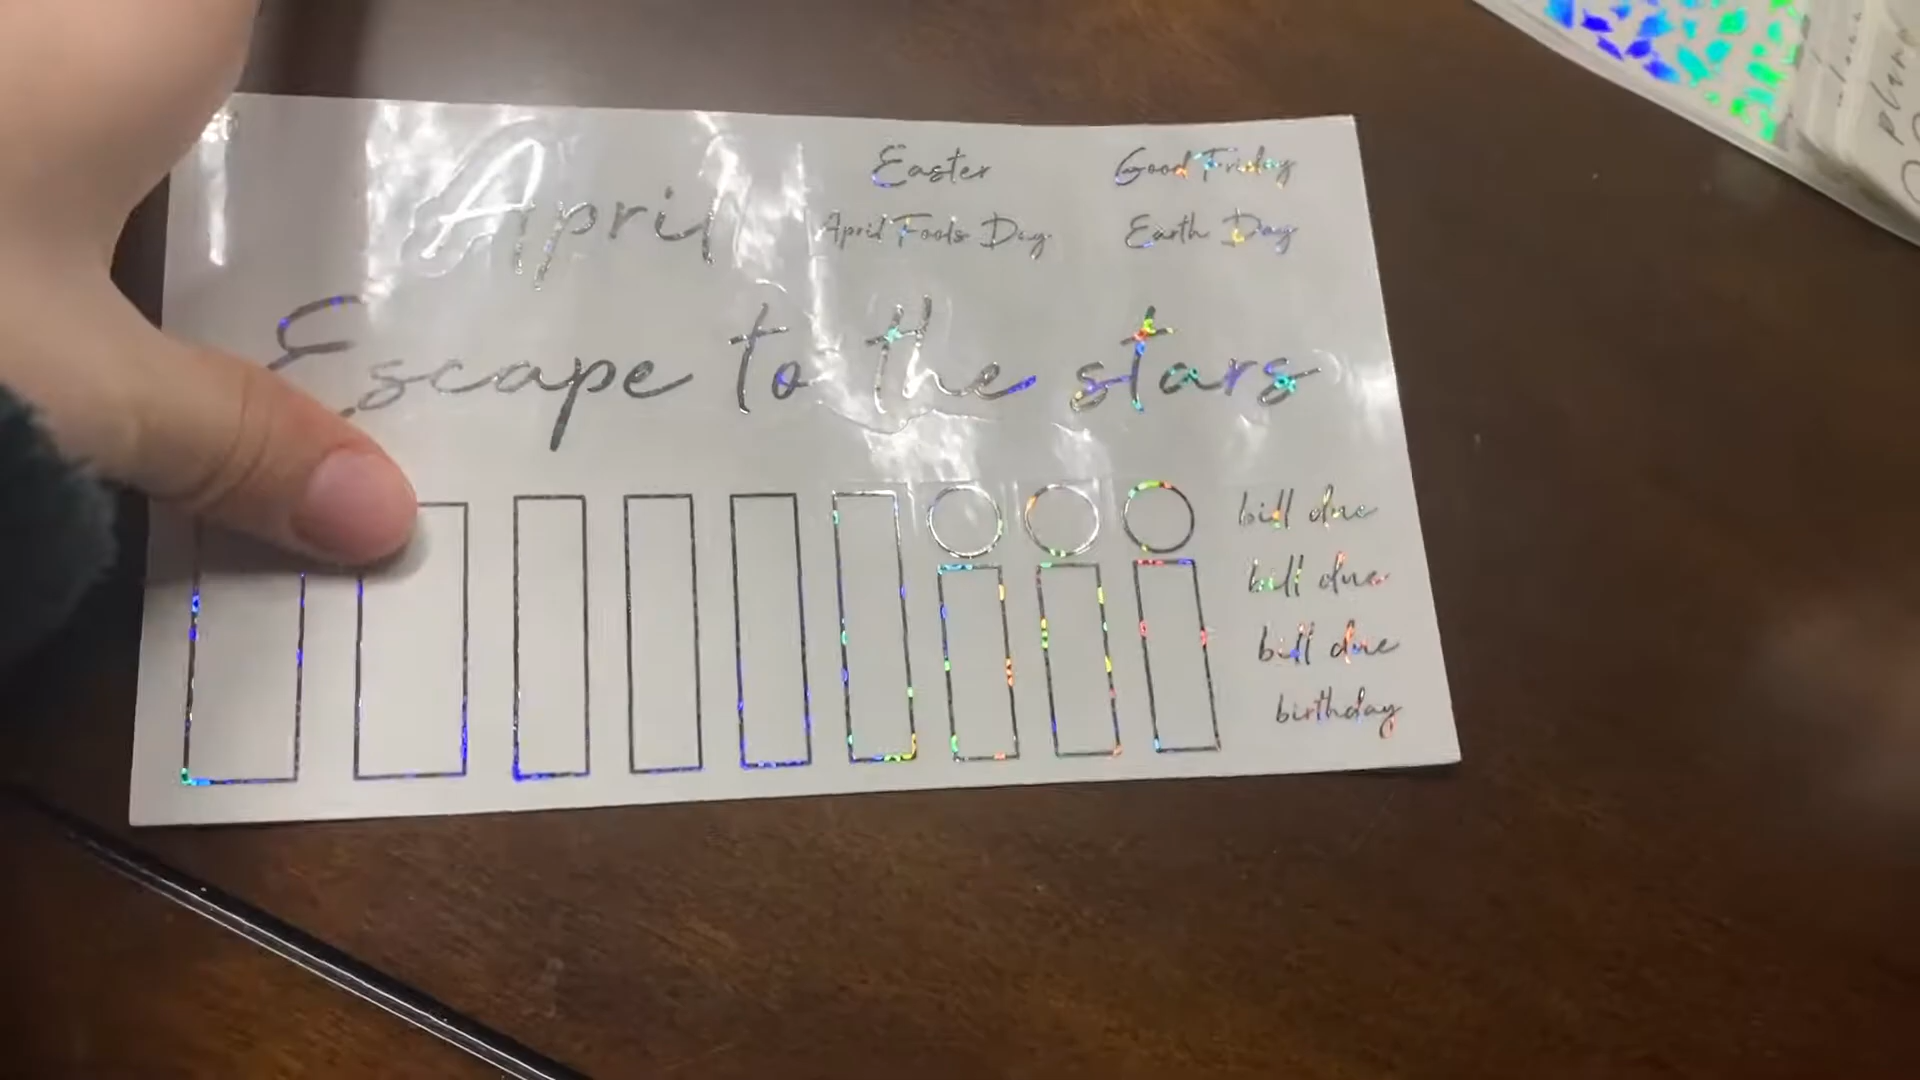 April
Easter
Good Friday
April Fools Day
Earth Day
Escape to the stars
bill due
bill due
bill due
birthday